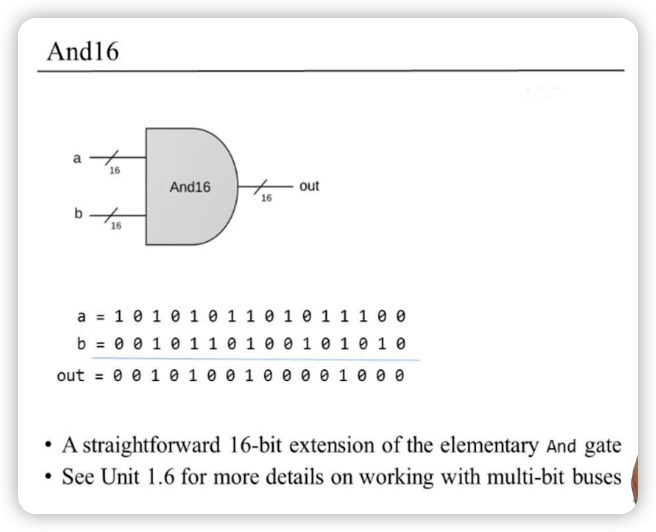 And16
a
16
And16
out
16
b
16
a = 1 0 1 0 1 0 1 1 0 1 0 1 1 1 0 0
b = 0 0 1 0 1 1 0 1 0 0 1 0 1 0 1 0
out = 0 0 1 0 1 0 0 1 0 0 0 0 1 0 0 0
• A straightforward 16-bit extension of the elementary And gate
• See Unit 1.6 for more details on working with multi-bit buses